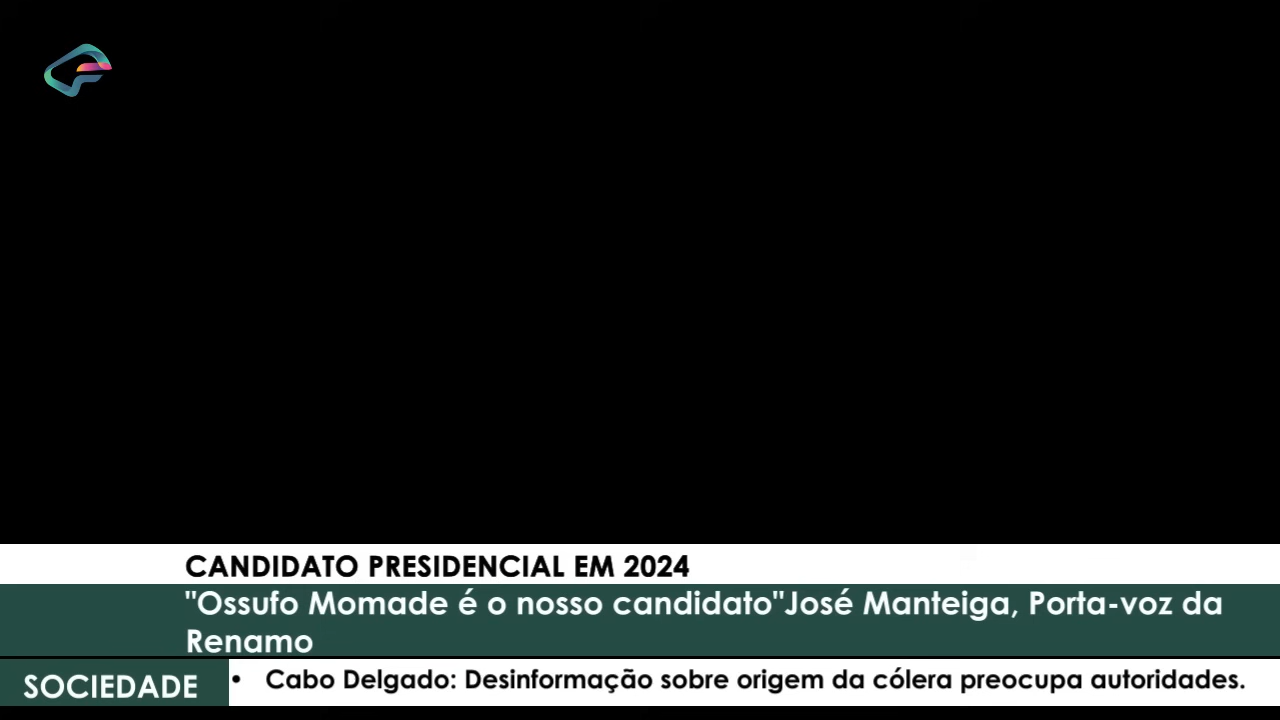 CANDIDATO PRESIDENCIAL EM 2024
"Ossufo Momade é o nosso candidato"José Manteiga, Porta-voz da
Renamo
SOCIEDADE
• Cabo Delgado: Desinformação sobre origem da cólera preocupa autoridades.